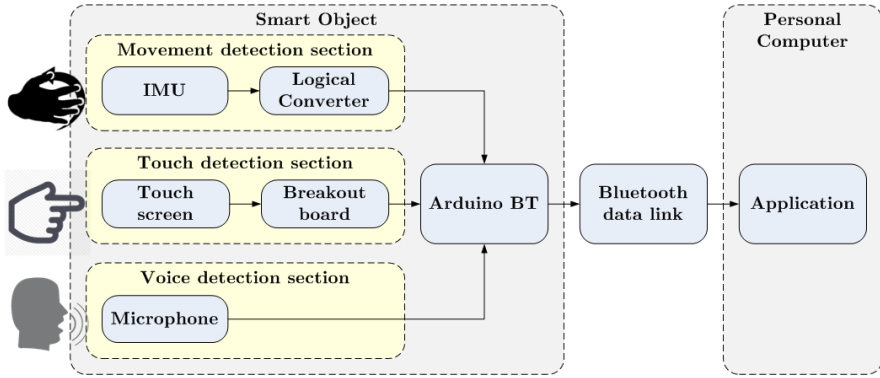 Smart Object
Personal
Computer
Movement detection section
IMU
Logical
Converter
Touch detection section
Touch
screen
Breakout
board
Arduino BT
Bluetooth
data link
Application
Voice detection section
Microphone